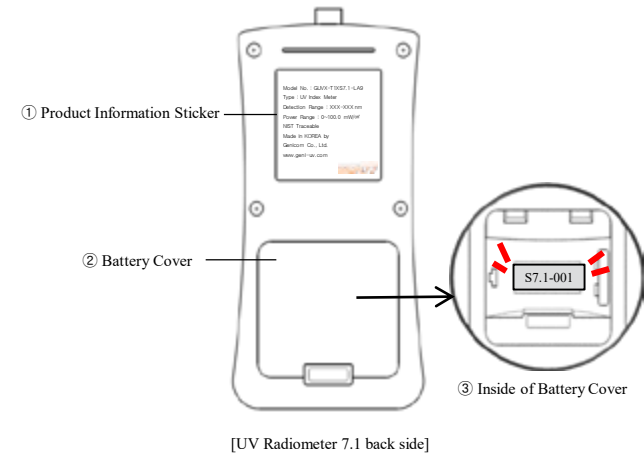 ① Product Information Sticker
Model No. : GUVX-T1XS7.1-LA9
Type : UV Index Meter
Detection Range : XXX-XXX nm
Power Range : 0~100.0 mW/㎠
NIST Traceable
Made in KOREA by
Genicom Co., Ltd.
www.geni-uv.com
② Battery Cover
S7.1-001
③ Inside of Battery Cover
[UV Radiometer 7.1 back side]